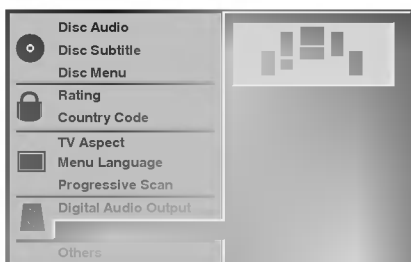 Disc Audio
Disc Subtitle
Disc Menu
Rating
Country Code
TV Aspect
Menu Language
Progressive Scan
Digital Audio Output
Others